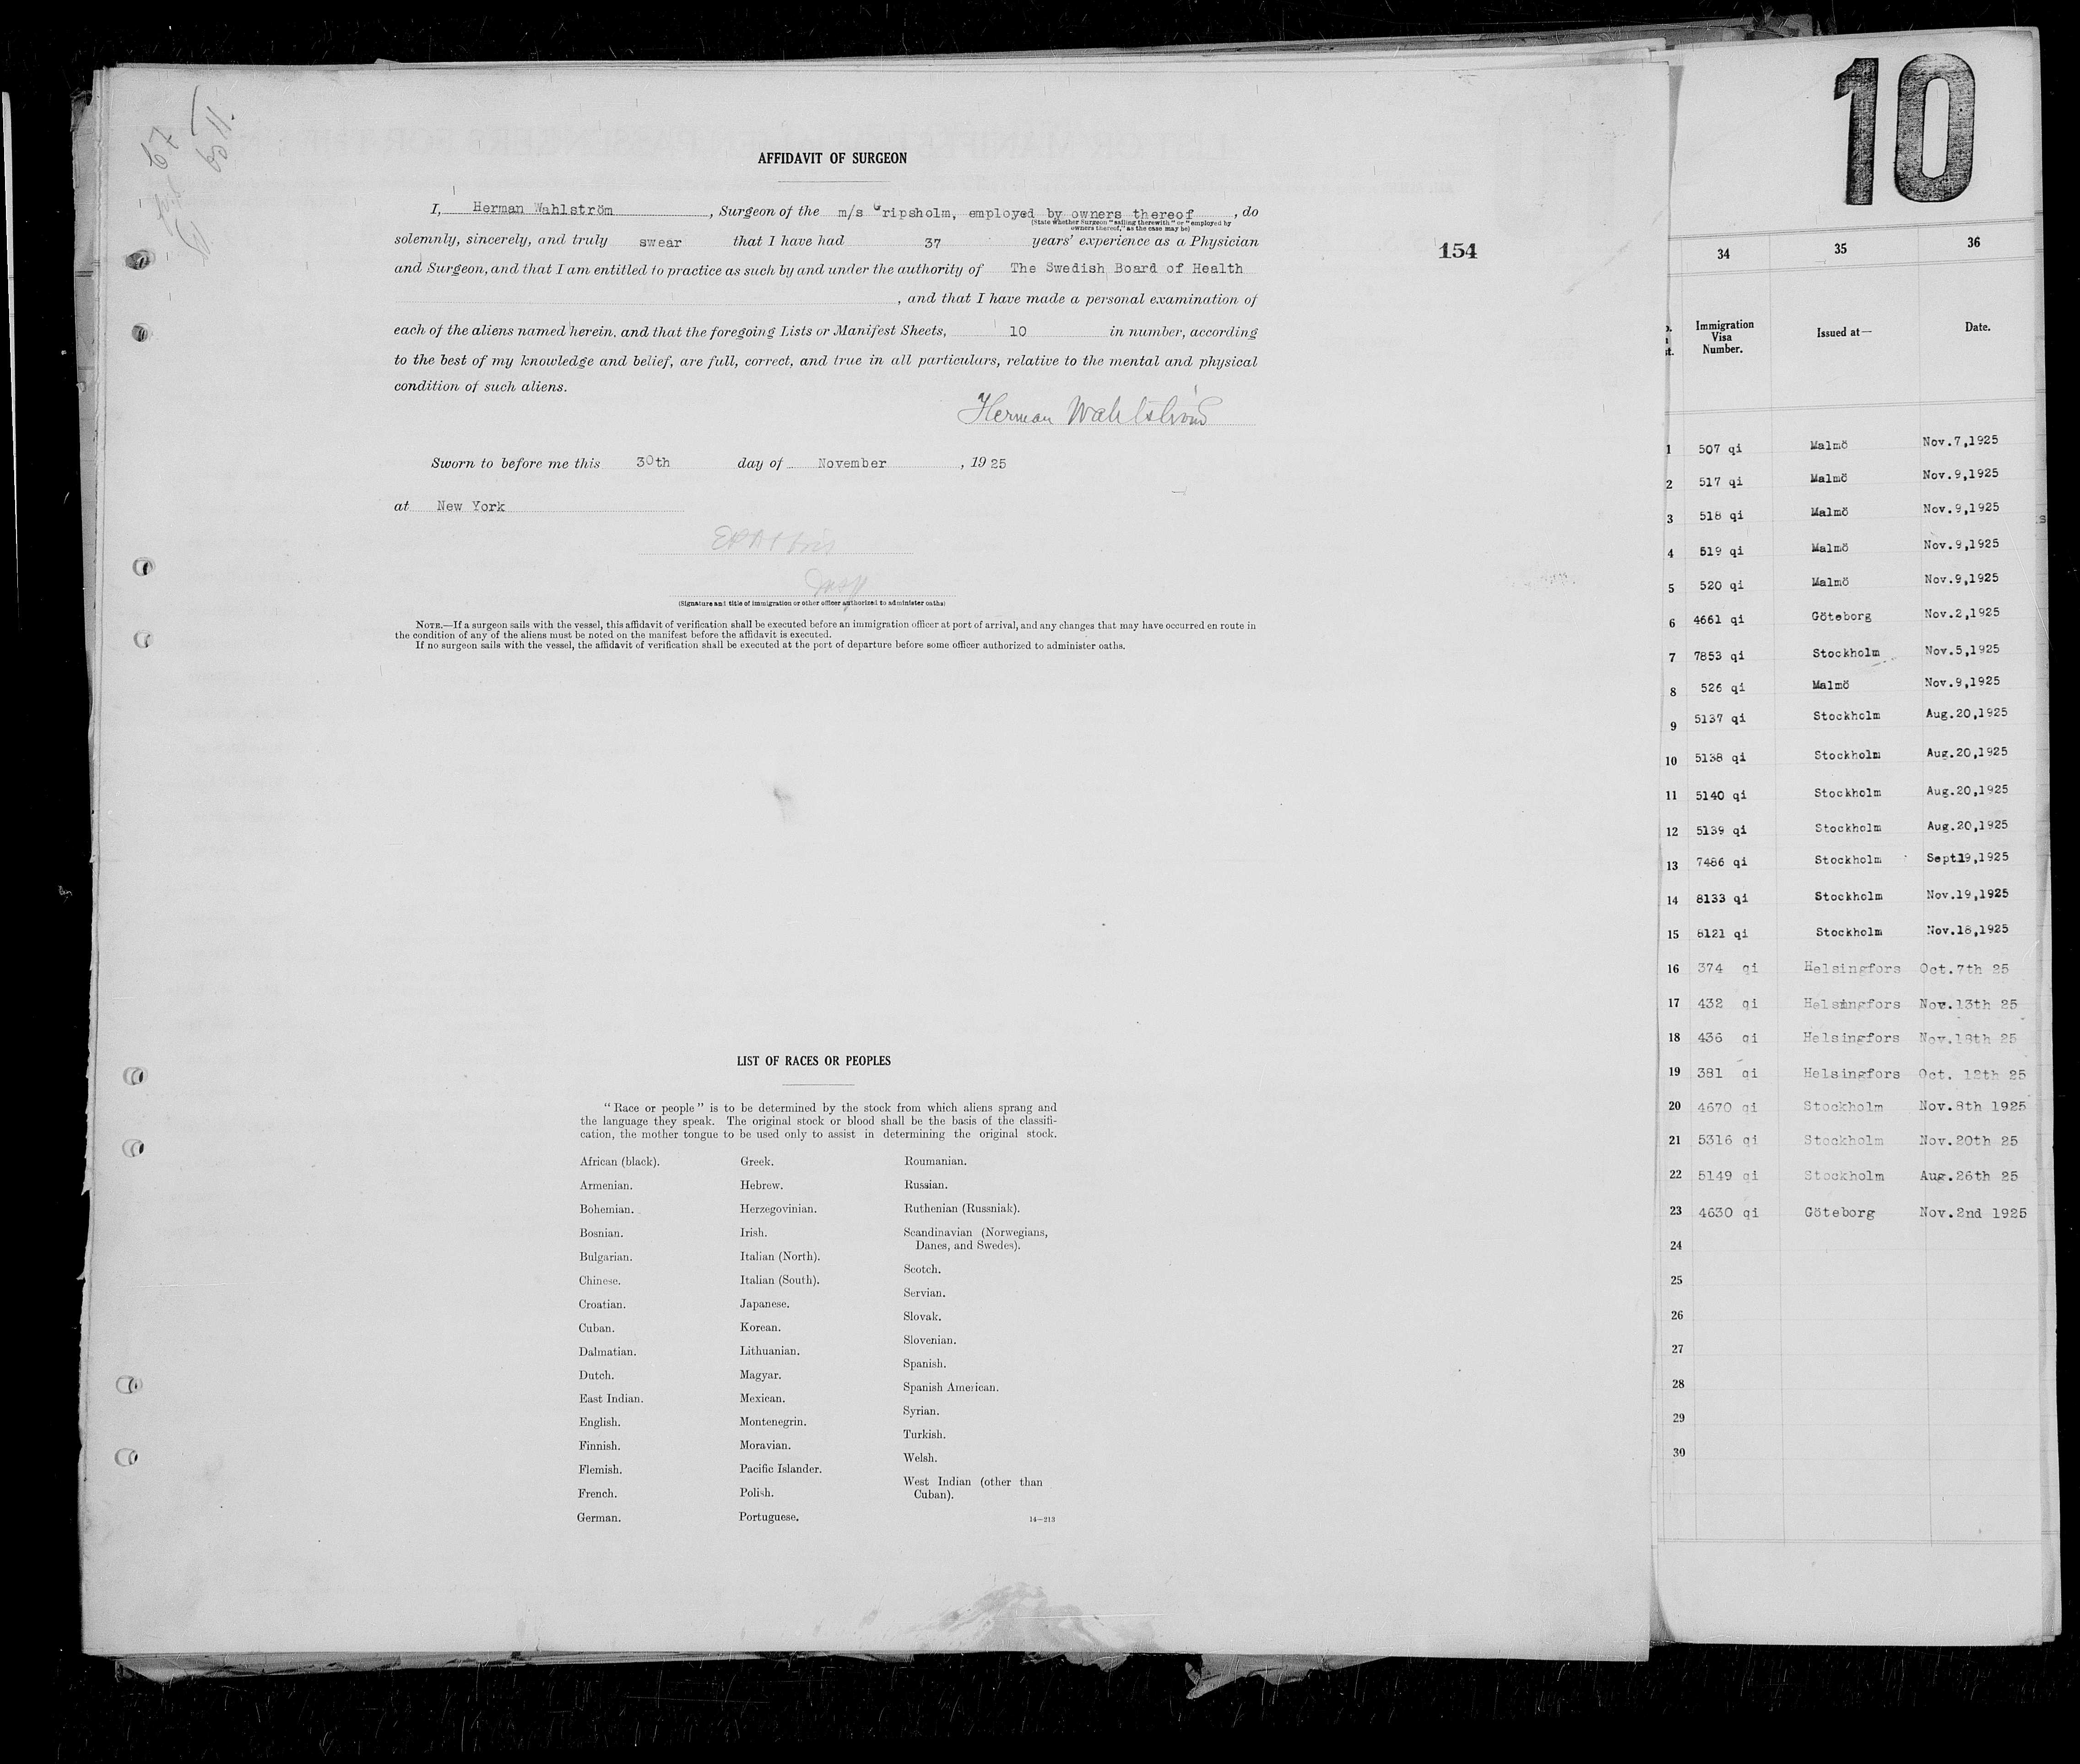 AFFIDAVIT OF SURGEON
I, Herman Wahlström, Surgeon of the m/s Gripsholm, employed by owners thereof, do
(State whether Surgeon "sailing therewith" or "employed by
owners thereof," as the case may be)
solemnly, sincerely, and truly swear that I have had 37 years' experience as a Physician
and Surgeon, and that I am entitled to practice as such by and under the authority of The Swedish Board of Health
, and that I have made a personal examination of
each of the aliens named herein, and that the foregoing Lists or Manifest Sheets, 10 in number, according
to the best of my knowledge and belief, are full, correct, and true in all particulars, relative to the mental and physical
condition of such aliens.
Herman Wahlström
Sworn to before me this 30th day of November, 1925
at New York
(Signature and title of immigration or other officer authorized to administer oaths)
NOTE.—If a surgeon sails with the vessel, this affidavit of verification shall be executed before an immigration officer at port of arrival, and any changes that may have occurred en route in
the condition of any of the aliens must be noted on the manifest before the affidavit is executed.
If no surgeon sails with the vessel, the affidavit of verification shall be executed at the port of departure before some officer authorized to administer oaths.
154
LIST OF RACES OR PEOPLES
"Race or people" is to be determined by the stock from which aliens sprang and
the language they speak. The original stock or blood shall be the basis of the classifi-
cation, the mother tongue to be used only to assist in determining the original stock.
African (black).
Armenian.
Bohemian.
Bosnian.
Bulgarian.
Chinese.
Croatian.
Cuban.
Dalmatian.
Dutch.
East Indian.
English.
Finnish.
Flemish.
French.
German.
Greek.
Hebrew.
Herzegovinian.
Irish.
Italian (North).
Italian (South).
Japanese.
Korean.
Lithuanian.
Magyar.
Mexican.
Montenegrin.
Moravian.
Pacific Islander.
Polish.
Portuguese.
Roumanian.
Russian.
Ruthenian (Russniak).
Scandinavian (Norwegians,
Danes, and Swedes).
Scotch.
Servian.
Slovak.
Slovenian.
Spanish.
Spanish American.
Syrian.
Turkish.
Welsh.
West Indian (other than
Cuban).
14—213
10
34 35 36
Immigration
Visa
Number. Issued at— Date.
1 507 qi Malmö Nov.7,1925
2 517 qi Malmö Nov.9,1925
3 518 qi Malmö Nov.9,1925
4 519 qi Malmö Nov.9,1925
5 520 qi Malmö Nov.9,1925
6 4661 qi Göteborg Nov.2,1925
7 7853 qi Stockholm Nov.5,1925
8 526 qi Malmö Nov.9,1925
9 5137 qi Stockholm Aug.20,1925
10 5138 qi Stockholm Aug.20,1925
11 5140 qi Stockholm Aug.20,1925
12 5139 qi Stockholm Aug.20,1925
13 7486 qi Stockholm Sept19,1925
14 8133 qi Stockholm Nov.19,1925
15 8121 qi Stockholm Nov.18,1925
16 374 qi Helsingfors Oct.7th 25
17 432 qi Helsingfors Nov.13th 25
18 436 qi Helsingfors Nov.18th 25
19 381 qi Helsingfors Oct. 12th 25
20 4670 qi Stockholm Nov.8th 1925
21 5316 qi Stockholm Nov.20th 25
22 5149 qi Stockholm Aug.26th 25
23 4630 qi Göteborg Nov.2nd 1925
24
25
26
27
28
29
30